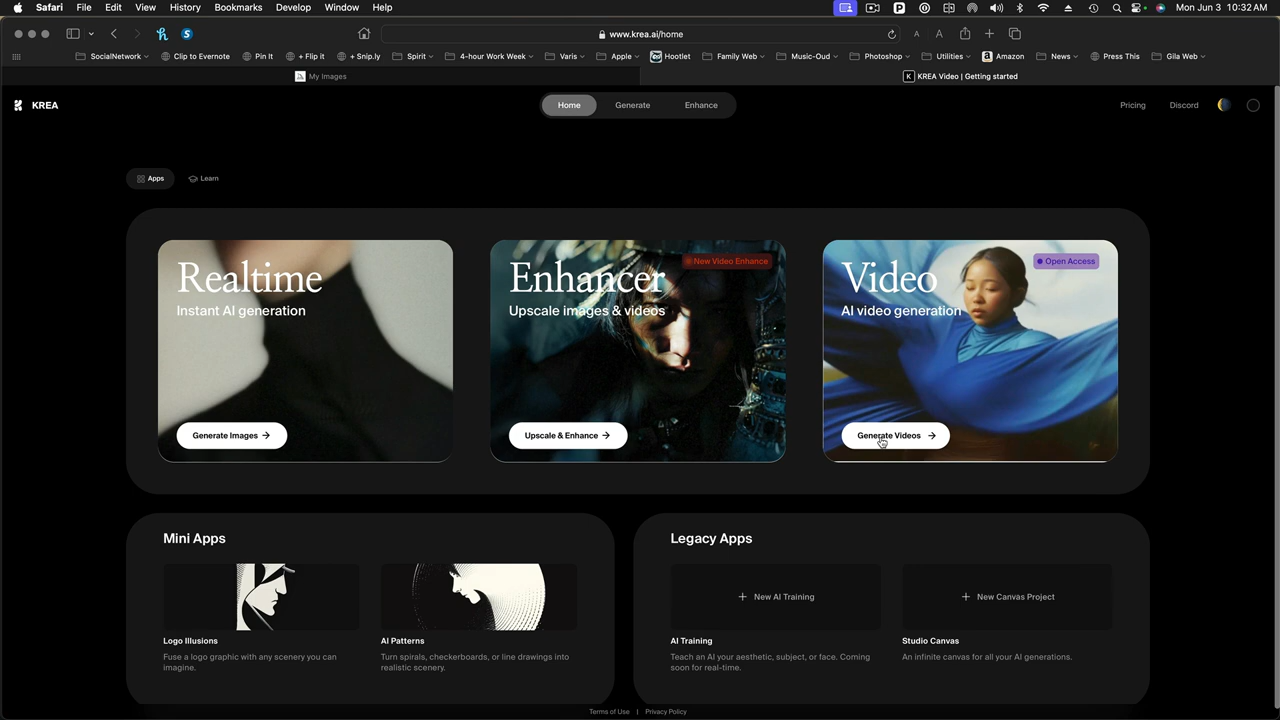 Safari File Edit View History Bookmarks Develop Window Help Mon Jun 3 10:32 AM
www.krea.ai/home
SocialNetwork Clip to Evernote Pin It + Flip it + Snip.ly Spirit 4-hour Work Week Varis Apple Hootlet Family Web Music-Oud Photoshop Utilities Amazon News Press This Gila Web
My Images KREA Video | Getting started
KREA Home Generate Enhance Pricing Discord
Apps Learn
Realtime
Instant AI generation
Generate Images
Enhancer
New Video Enhance
Upscale images & videos
Upscale & Enhance
Video
Open Access
AI video generation
Generate Videos
Mini Apps
Logo Illusions
Fuse a logo graphic with any scenery you can
imagine.
AI Patterns
Turn spirals, checkerboards, or line drawings into
realistic scenery.
Legacy Apps
New AI Training
AI Training
Teach an AI your aesthetic, subject, or face. Coming
soon for real-time.
New Canvas Project
Studio Canvas
An infinite canvas for all your AI generations.
Terms of Use | Privacy Policy